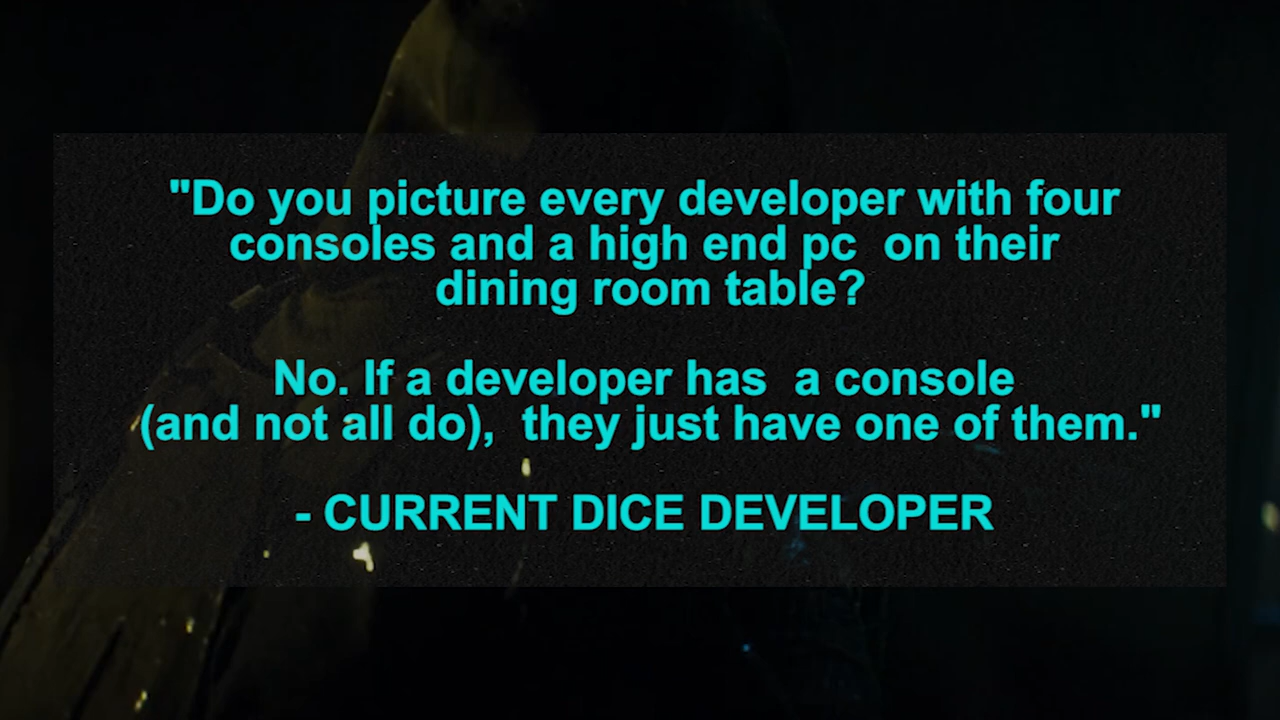 "Do you picture every developer with four
consoles and a high end pc  on their
dining room table?
No. If a developer has  a console
(and not all do),  they just have one of them."
- CURRENT DICE DEVELOPER